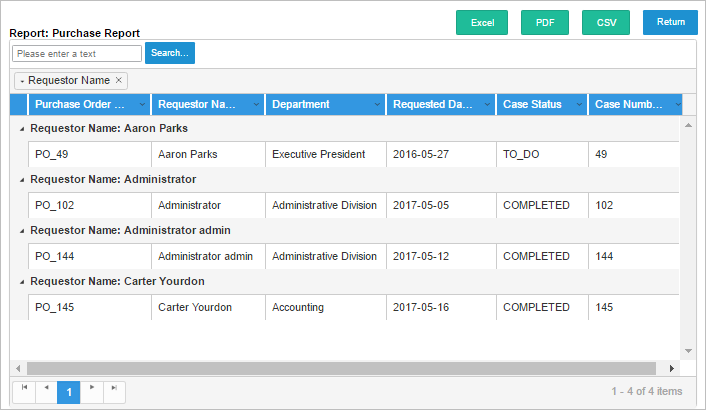 Excel PDF CSV Return
Report: Purchase Report
Please enter a text Search...
Requestor Name ×
Purchase Order ... Requestor Na... Department Requested Da... Case Status Case Numb...
Requestor Name: Aaron Parks
PO_49 Aaron Parks Executive President 2016-05-27 TO_DO 49
Requestor Name: Administrator
PO_102 Administrator Administrative Division 2017-05-05 COMPLETED 102
Requestor Name: Administrator admin
PO_144 Administrator admin Administrative Division 2017-05-12 COMPLETED 144
Requestor Name: Carter Yourdon
PO_145 Carter Yourdon Accounting 2017-05-16 COMPLETED 145
1 1 - 4 of 4 items